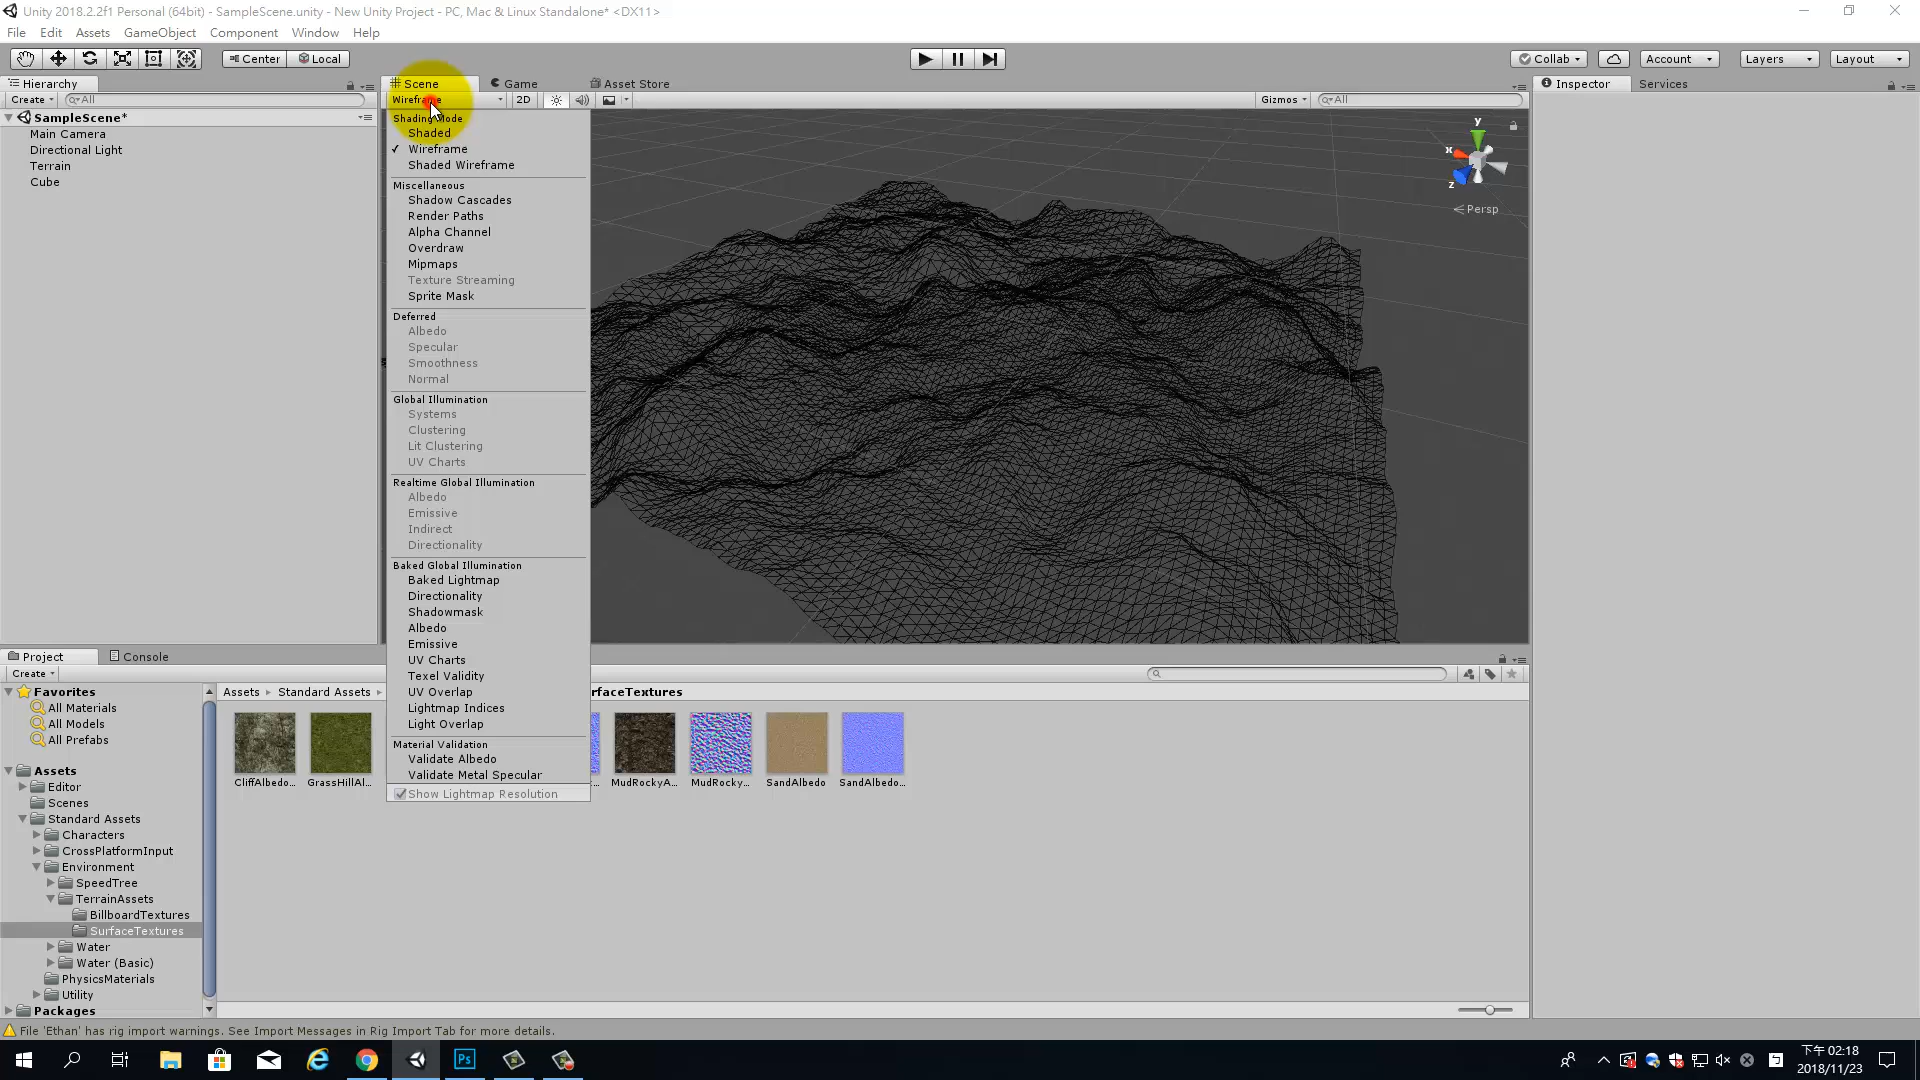 Unity 2018.2.2f1 Personal (64bit) - SampleScene.unity - New Unity Project - PC, Mac & Linux Standalone* <DX11>
File Edit Assets GameObject Component Window Help
Center Local Collab Account Layers Layout
Hierarchy Scene Game Asset Store Inspector Services
Create All 2D Gizmos All
SampleScene*
Main Camera
Directional Light
Terrain
Cube
Shaded
Wireframe
Shaded Wireframe
Miscellaneous
Shadow Cascades
Render Paths
Alpha Channel
Overdraw
Mipmaps
Texture Streaming
Sprite Mask
Deferred
Albedo
Specular
Smoothness
Normal
Global Illumination
Systems
Clustering
Lit Clustering
UV Charts
Realtime Global Illumination
Albedo
Emissive
Indirect
Directionality
Baked Global Illumination
Baked Lightmap
Directionality
Shadowmask
Albedo
Emissive
UV Charts
Texel Validity
UV Overlap
Lightmap Indices
Light Overlap
Material Validation
Validate Albedo
Validate Metal Specular
Show Lightmap Resolution
y
x
z
Persp
Project Console
Create
Favorites
All Materials
All Models
All Prefabs
Assets
Editor
Scenes
Standard Assets
Characters
CrossPlatformInput
Environment
SpeedTree
TerrainAssets
BillboardTextures
SurfaceTextures
Water
Water (Basic)
PhysicsMaterials
Utility
Packages
Assets Standard Assets rfaceTextures
CliffAlbedo... GrassHillAl... MudRockyA... MudRocky... SandAlbedo SandAlbedo...
File 'Ethan' has rig import warnings. See Import Messages in Rig Import Tab for more details.
Ps
下午 02:18
2018/11/23